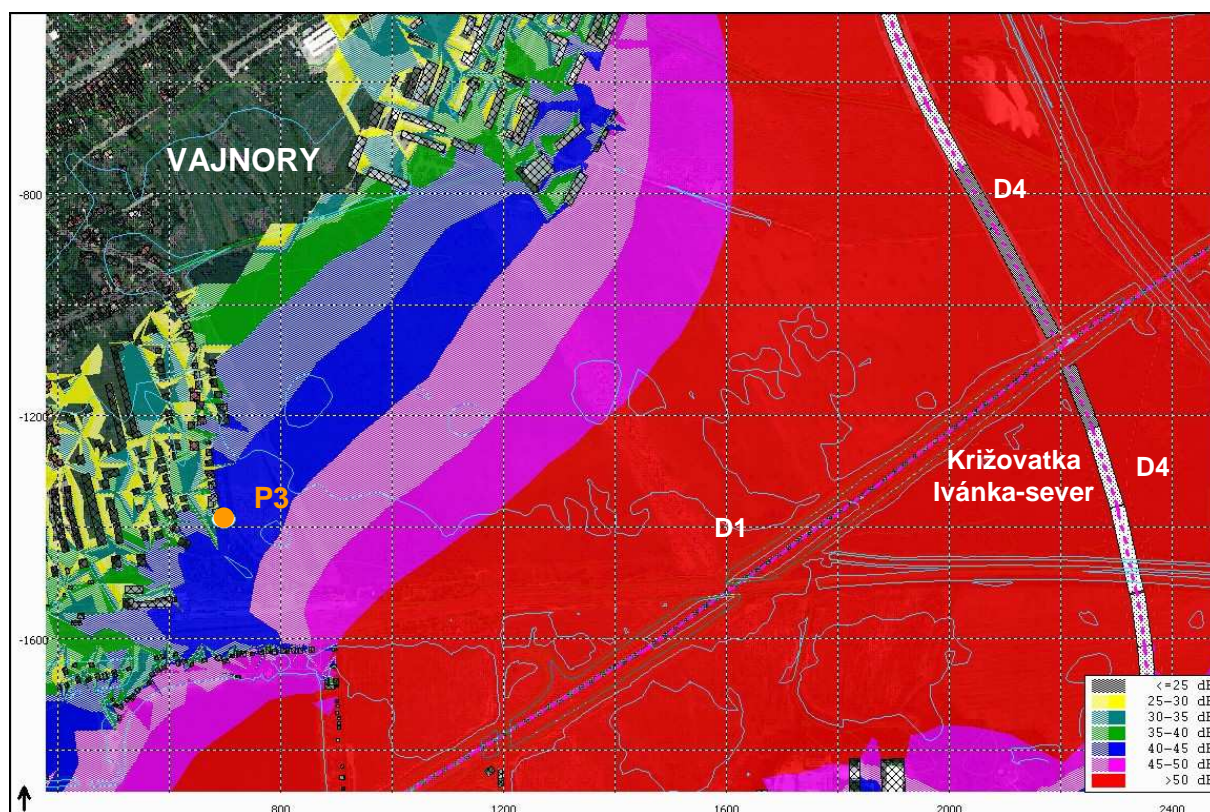 VAJNORY
-800
D4
-1200
Križovatka
Ivánka-sever
D4
P3
D1
-1600
<=25 dB
25-30 dB
30-35 dB
35-40 dB
40-45 dB
45-50 dB
>50 dB
800
1200
1600
2000
2400